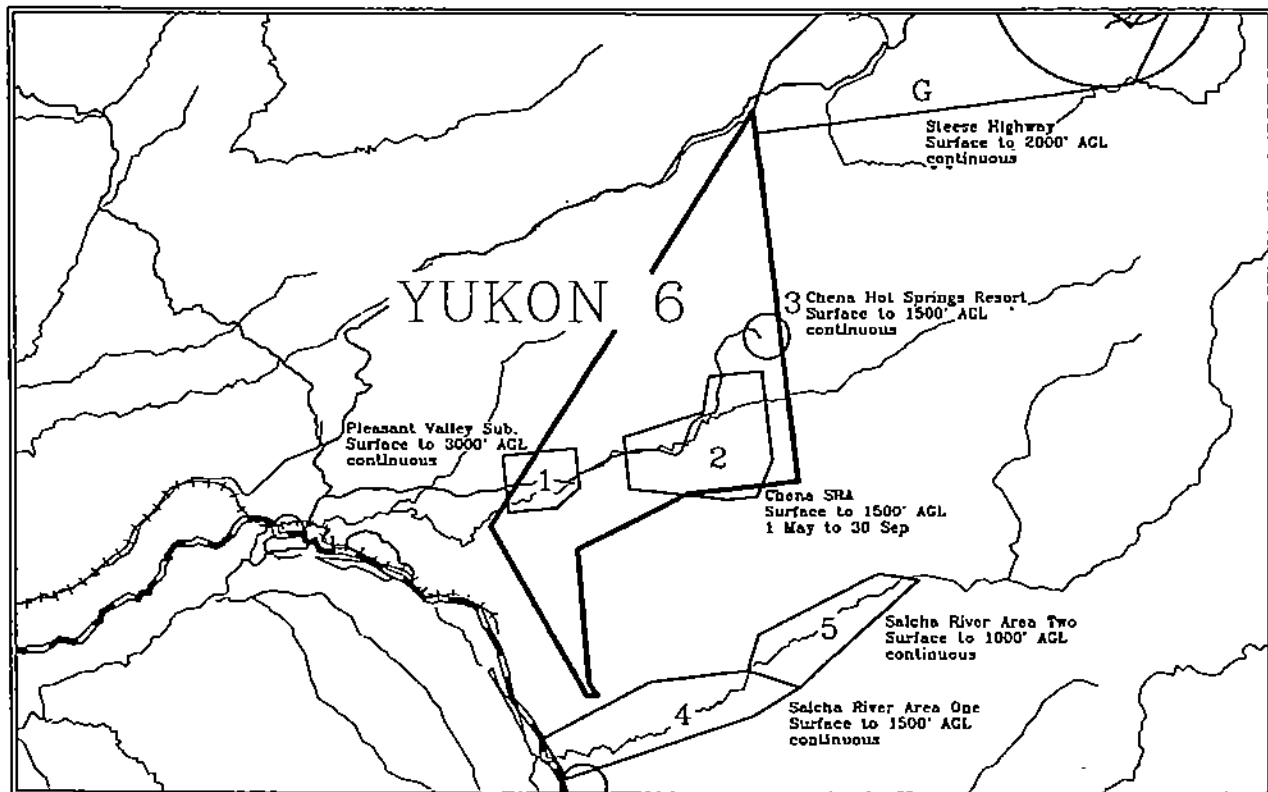 G
Steese Highway
Surface to 2000' AGL
continuous
YUKON 6
3
Chena Hot Springs Resort
Surface to 1500' AGL
continuous
Pleasant Valley Sub.
Surface to 3000' AGL
continuous
1
2
Chena SRA
Surface to 1500' AGL
1 May to 30 Sep
5
Salcha River Area Two
Surface to 1000' AGL
continuous
4
Salcha River Area One
Surface to 1500' AGL
continuous